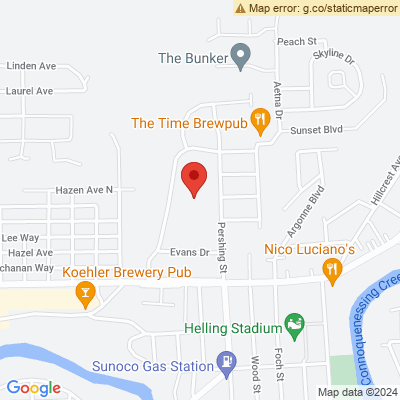 Map error: g.co/staticmaperror
Peach St
Skyline Dr
The Bunker
Linden Ave
Laurel Ave
Aetna Dr
The Time Brewpub
Sunset Blvd
Hillcrest Ave
Hazen Ave N
Argonne Blvd
Pershing St
Lee Way
Hazel Ave
Evans Dr
Nico Luciano's
chanan Way
Koehler Brewery Pub
Connoquenessing Cree
Helling Stadium
Sunoco Gas Station
Wood St
Foch St
Google
Map data ©2024